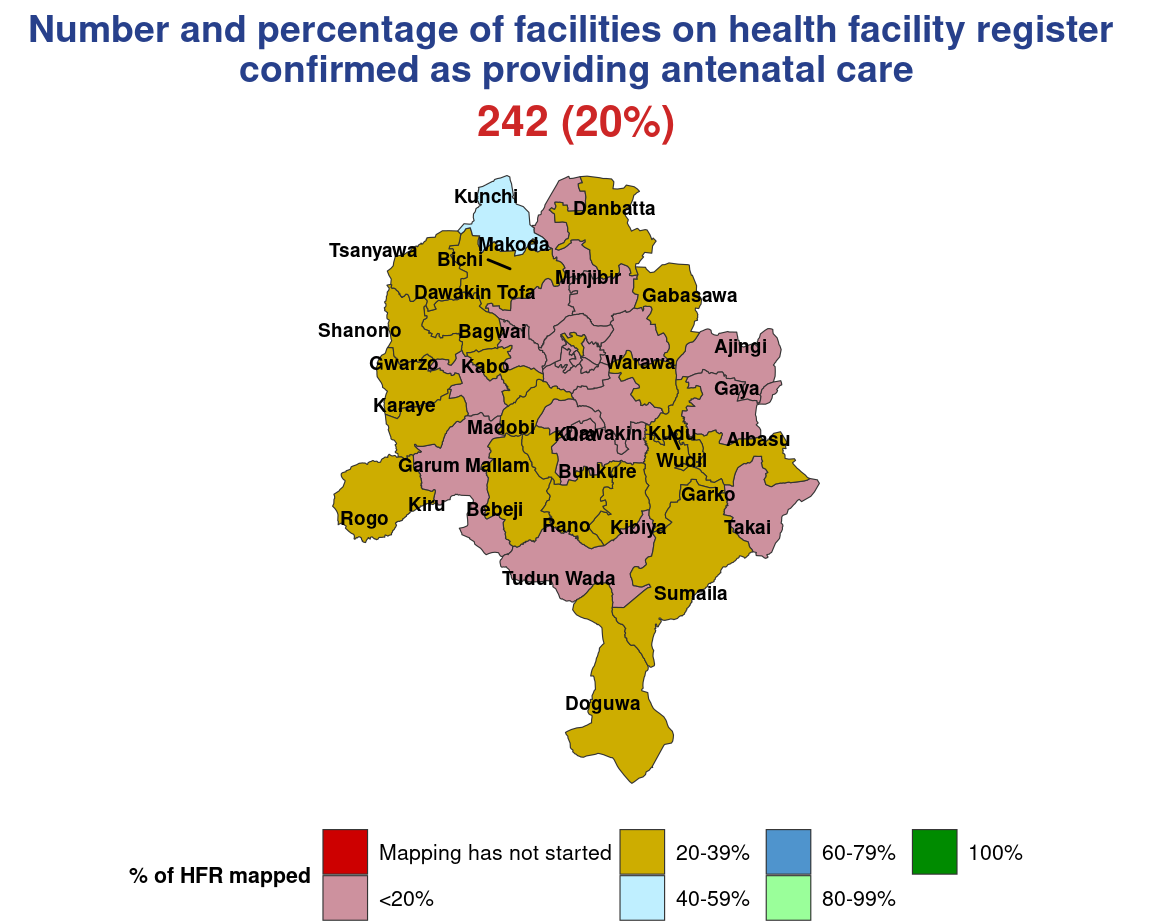 Number and percentage of facilities on health facility register
confirmed as providing antenatal care
242 (20%)
Kunchi
Danbatta
Makoda
Tsanyawa
Bichi
Minjibir
Dawakin Tofa
Gabasawa
Shanono
Bagwai
Ajingi
Gwarzo
Kabo
Warawa
Gaya
Karaye
Madobi
Kura
Dawakin Kudu
Albasu
Garum Mallam
Wudil
Bunkure
Garko
Kiru
Bebeji
Rogo
Rano
Kibiya
Takai
Tudun Wada
Sumaila
Doguwa
% of HFR mapped
Mapping has not started
<20%
20-39%
40-59%
60-79%
80-99%
100%